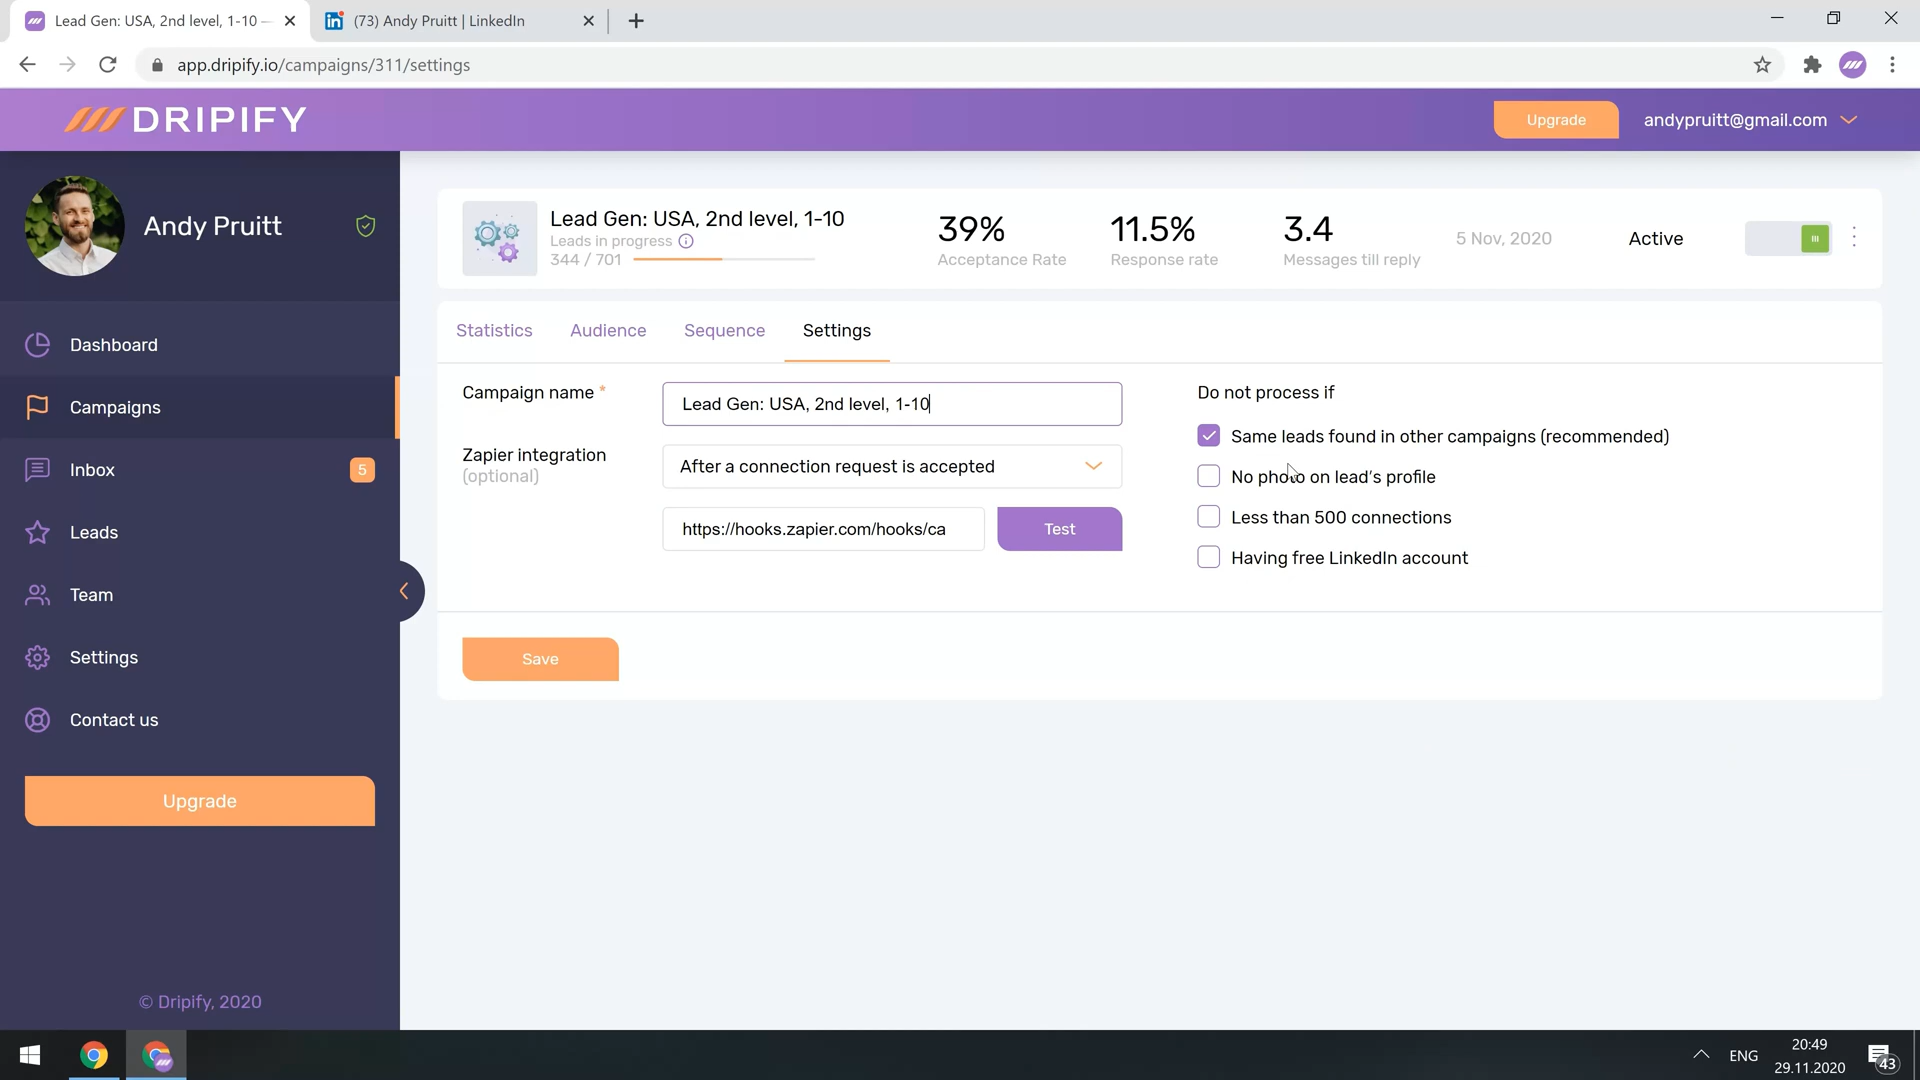 Lead Gen: USA, 2nd level, 1-10 —
(73) Andy Pruitt | LinkedIn
app.dripify.io/campaigns/311/settings
DRIPIFY
Upgrade
andypruitt@gmail.com
Andy Pruitt
Lead Gen: USA, 2nd level, 1-10
Leads in progress
344 / 701
39%
Acceptance Rate
11.5%
Response rate
3.4
Messages till reply
5 Nov, 2020
Active
Dashboard
Campaigns
Inbox
5
Leads
Team
Settings
Contact us
Upgrade
© Dripify, 2020
Statistics
Audience
Sequence
Settings
Campaign name *
Lead Gen: USA, 2nd level, 1-10
Zapier integration
(optional)
After a connection request is accepted
https://hooks.zapier.com/hooks/ca
Test
Do not process if
Same leads found in other campaigns (recommended)
No photo on lead's profile
Less than 500 connections
Having free LinkedIn account
Save
ENG
20:49
29.11.2020
43